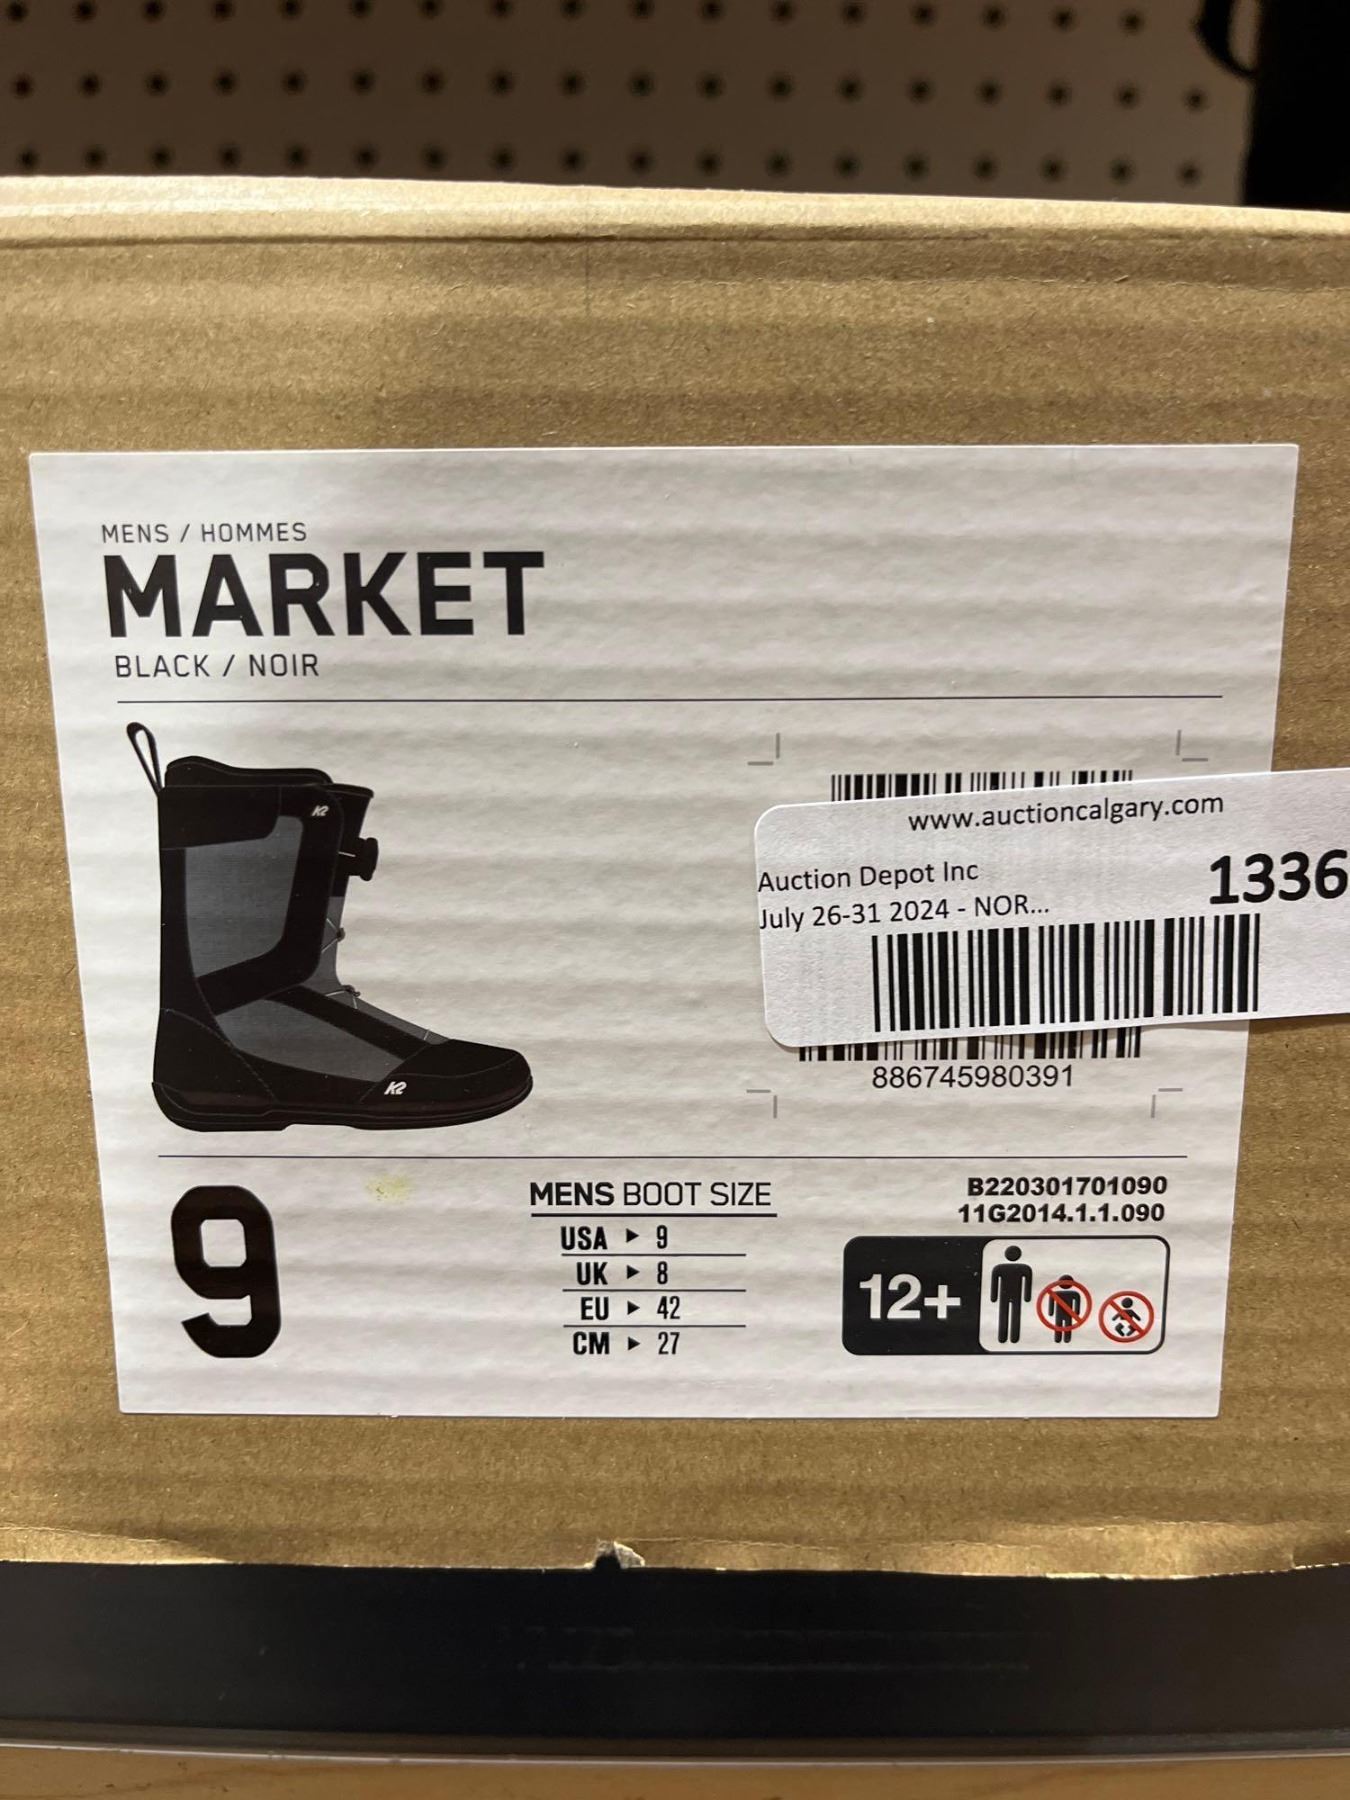 MENS / HOMMES
MARKET
BLACK / NOIR
K2
K2
www.auctioncalgary.com
Auction Depot Inc
1336
July 26-31 2024 - NOR...
886745980391
9
MENS BOOT SIZE
USA ▶ 9
UK ▶ 8
EU ▶ 42
CM ▶ 27
B220301701090
11G2014.1.1.090
12+